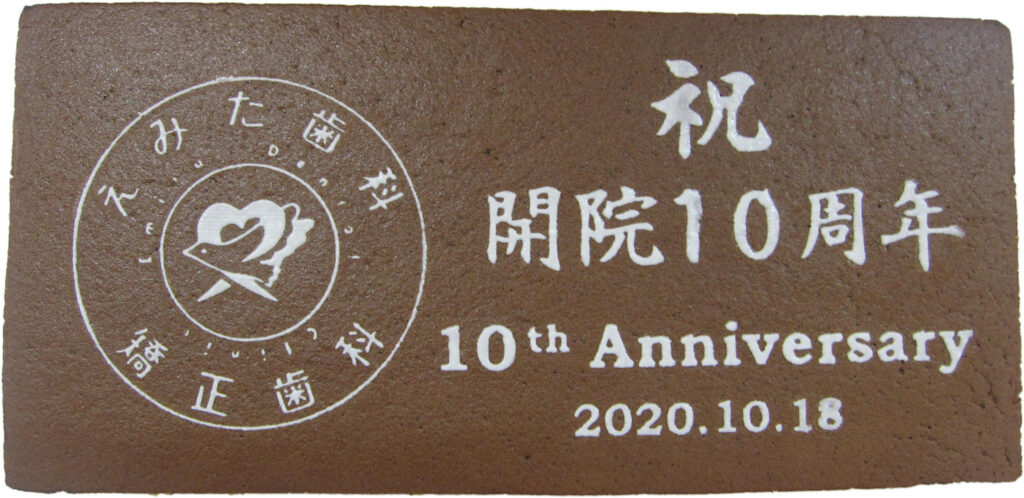 えみた歯科
矯正歯科
祝
開院10周年
10th Anniversary
2020.10.18